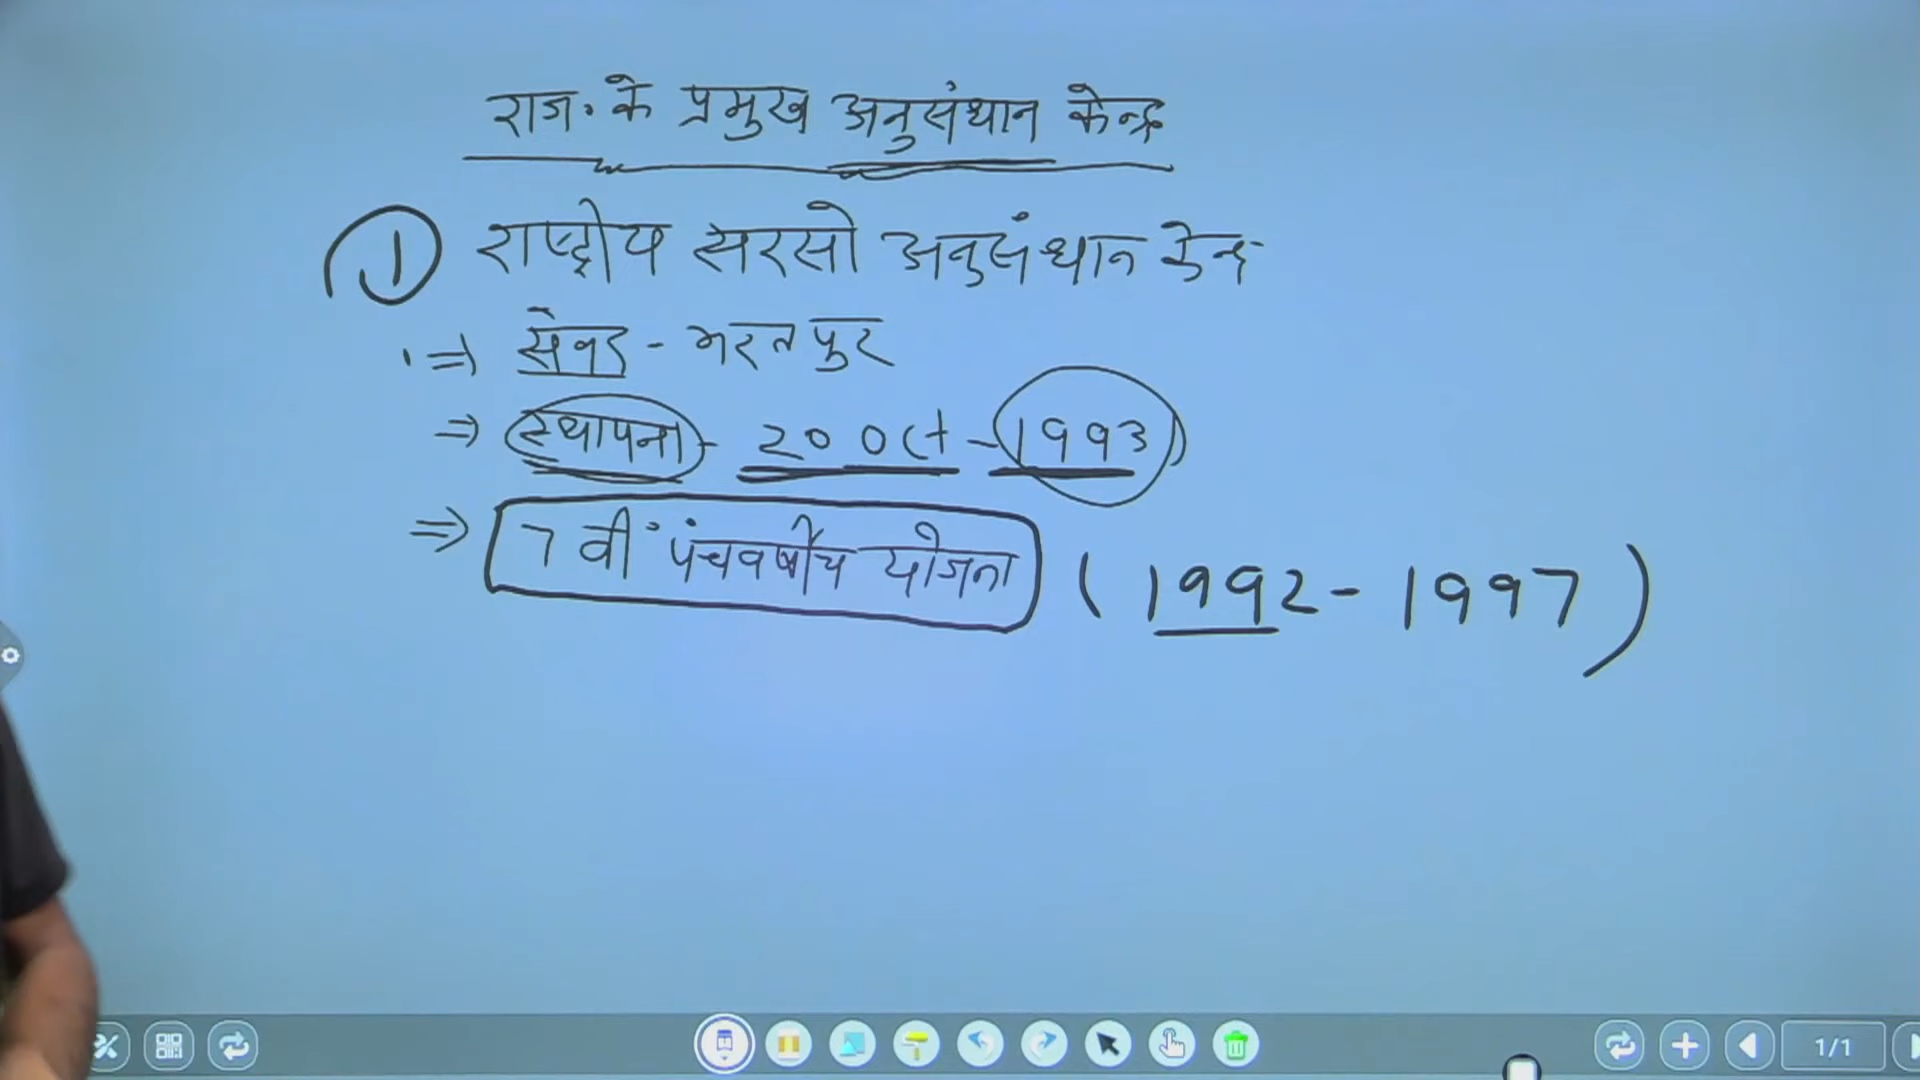 राज. के प्रमुख अनुसंधान केन्द्र
① राष्ट्रीय सरसो अनुसंधान केन्द्र
⇒ सेवर - भरतपुर
⇒ स्थापना - 20 Oct - 1993
⇒ 7 वीं पंचवर्षीय योजना (1992 - 1997)
1/1